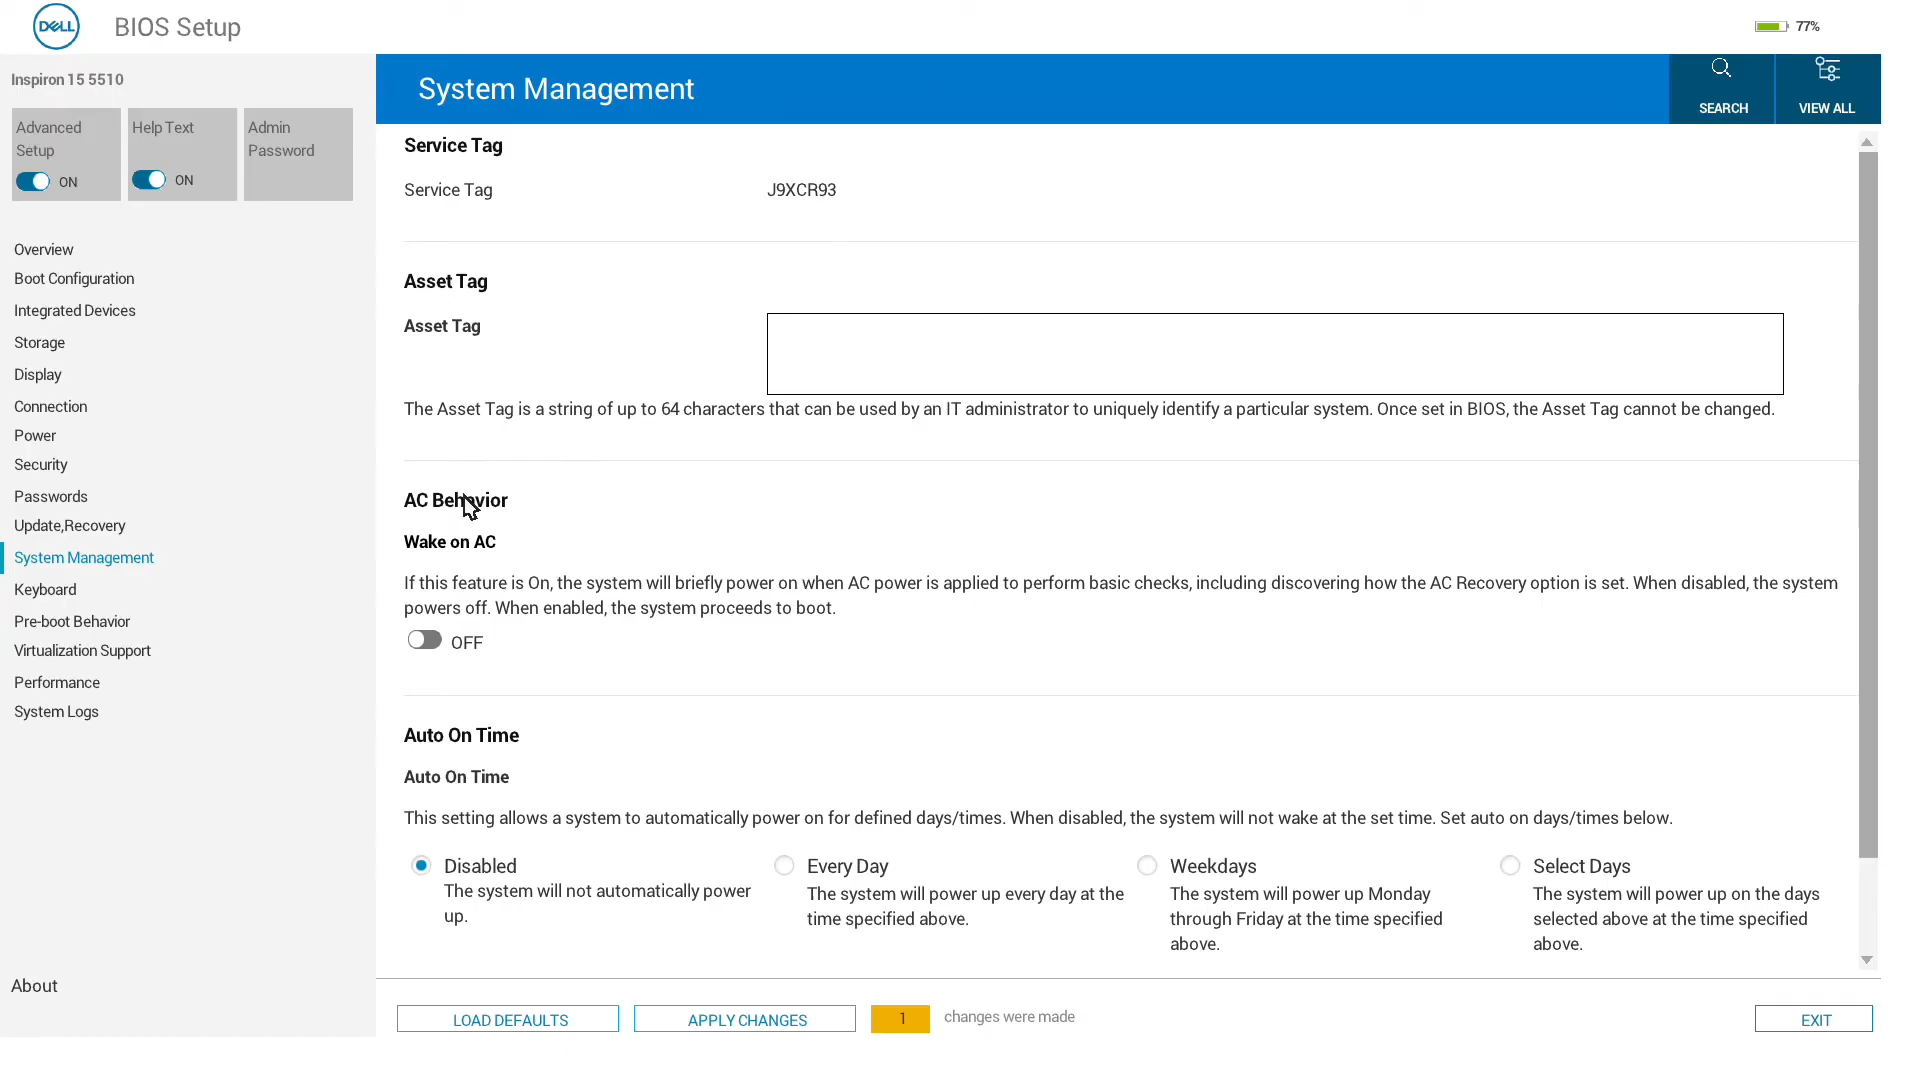 DELL
BIOS Setup
77%
Inspiron 15 5510
Advanced
Setup
ON
Help Text
ON
Admin
Password
System Management
SEARCH
VIEW ALL
Overview
Boot Configuration
Integrated Devices
Storage
Display
Connection
Power
Security
Passwords
Update,Recovery
System Management
Keyboard
Pre-boot Behavior
Virtualization Support
Performance
System Logs
About
Service Tag
Service Tag
J9XCR93
Asset Tag
Asset Tag
The Asset Tag is a string of up to 64 characters that can be used by an IT administrator to uniquely identify a particular system. Once set in BIOS, the Asset Tag cannot be changed.
AC Behavior
Wake on AC
If this feature is On, the system will briefly power on when AC power is applied to perform basic checks, including discovering how the AC Recovery option is set. When disabled, the system
powers off. When enabled, the system proceeds to boot.
OFF
Auto On Time
Auto On Time
This setting allows a system to automatically power on for defined days/times. When disabled, the system will not wake at the set time. Set auto on days/times below.
Disabled
The system will not automatically power
up.
Every Day
The system will power up every day at the
time specified above.
Weekdays
The system will power up Monday
through Friday at the time specified
above.
Select Days
The system will power up on the days
selected above at the time specified
above.
LOAD DEFAULTS
APPLY CHANGES
1
changes were made
EXIT